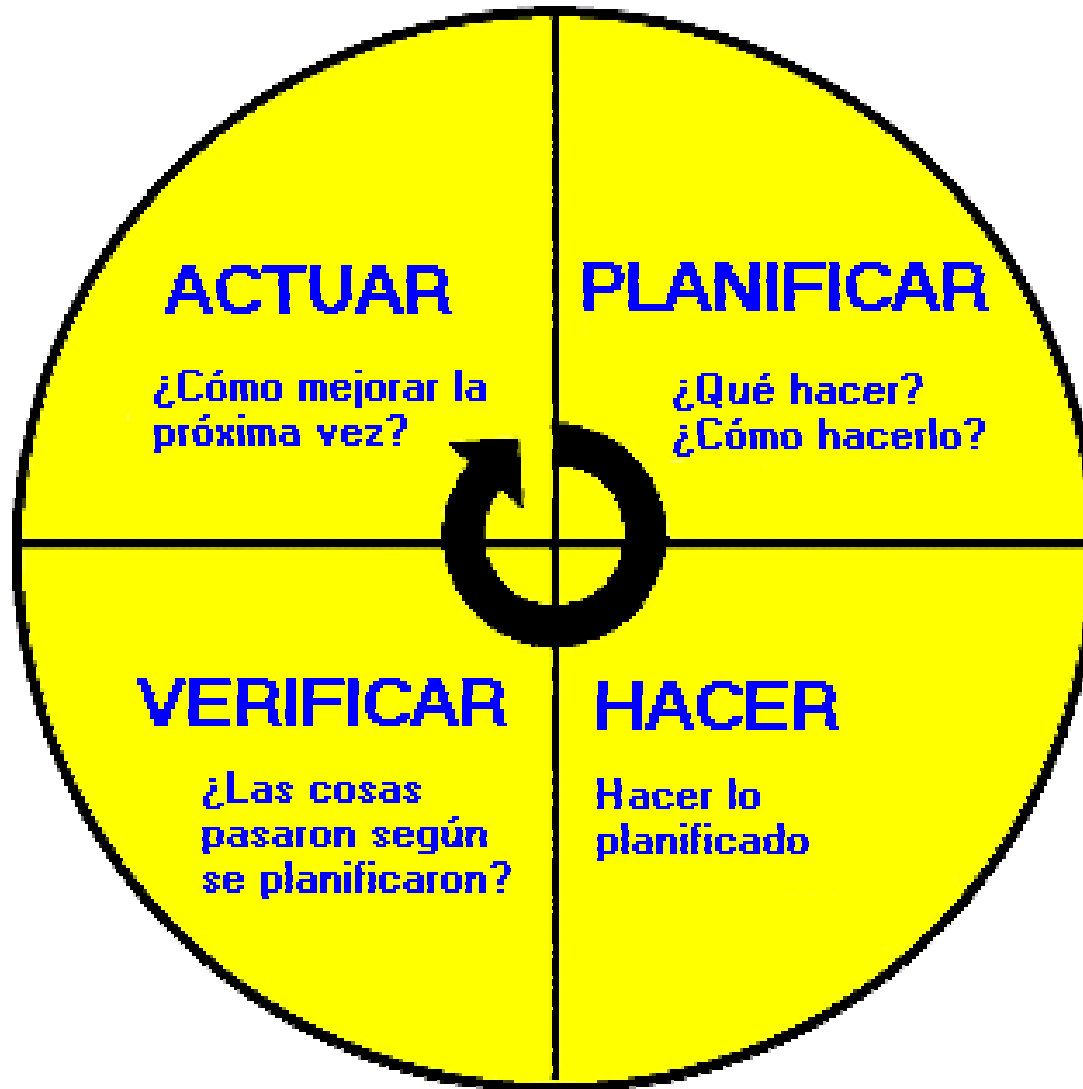 ACTUAR
¿Cómo mejorar la
próxima vez?
PLANIFICAR
¿Qué hacer?
¿Cómo hacerlo?
VERIFICAR
¿Las cosas
pasaron según
se planificaron?
HACER
Hacer lo
planificado